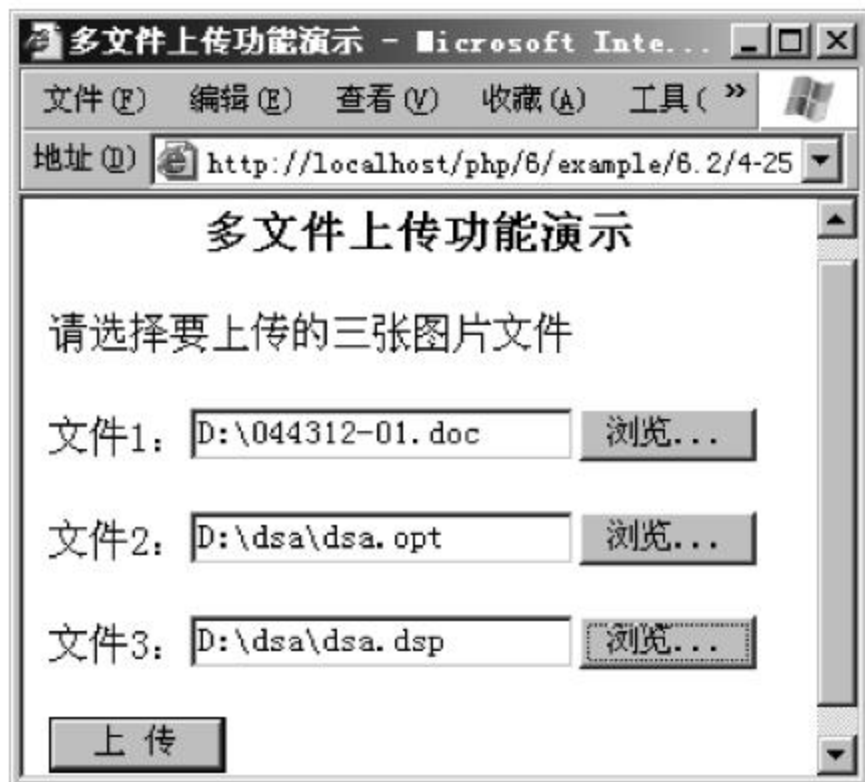 多文件上传功能演示 - Microsoft Inte...
文件(F) 编辑(E) 查看(V) 收藏(A) 工具( »
地址(D) http://localhost/php/6/example/6.2/4-25
多文件上传功能演示
请选择要上传的三张图片文件
文件1: D:\044312-01.doc 浏览...
文件2: D:\dsa\dsa.opt 浏览...
文件3: D:\dsa\dsa.dsp 浏览...
上 传